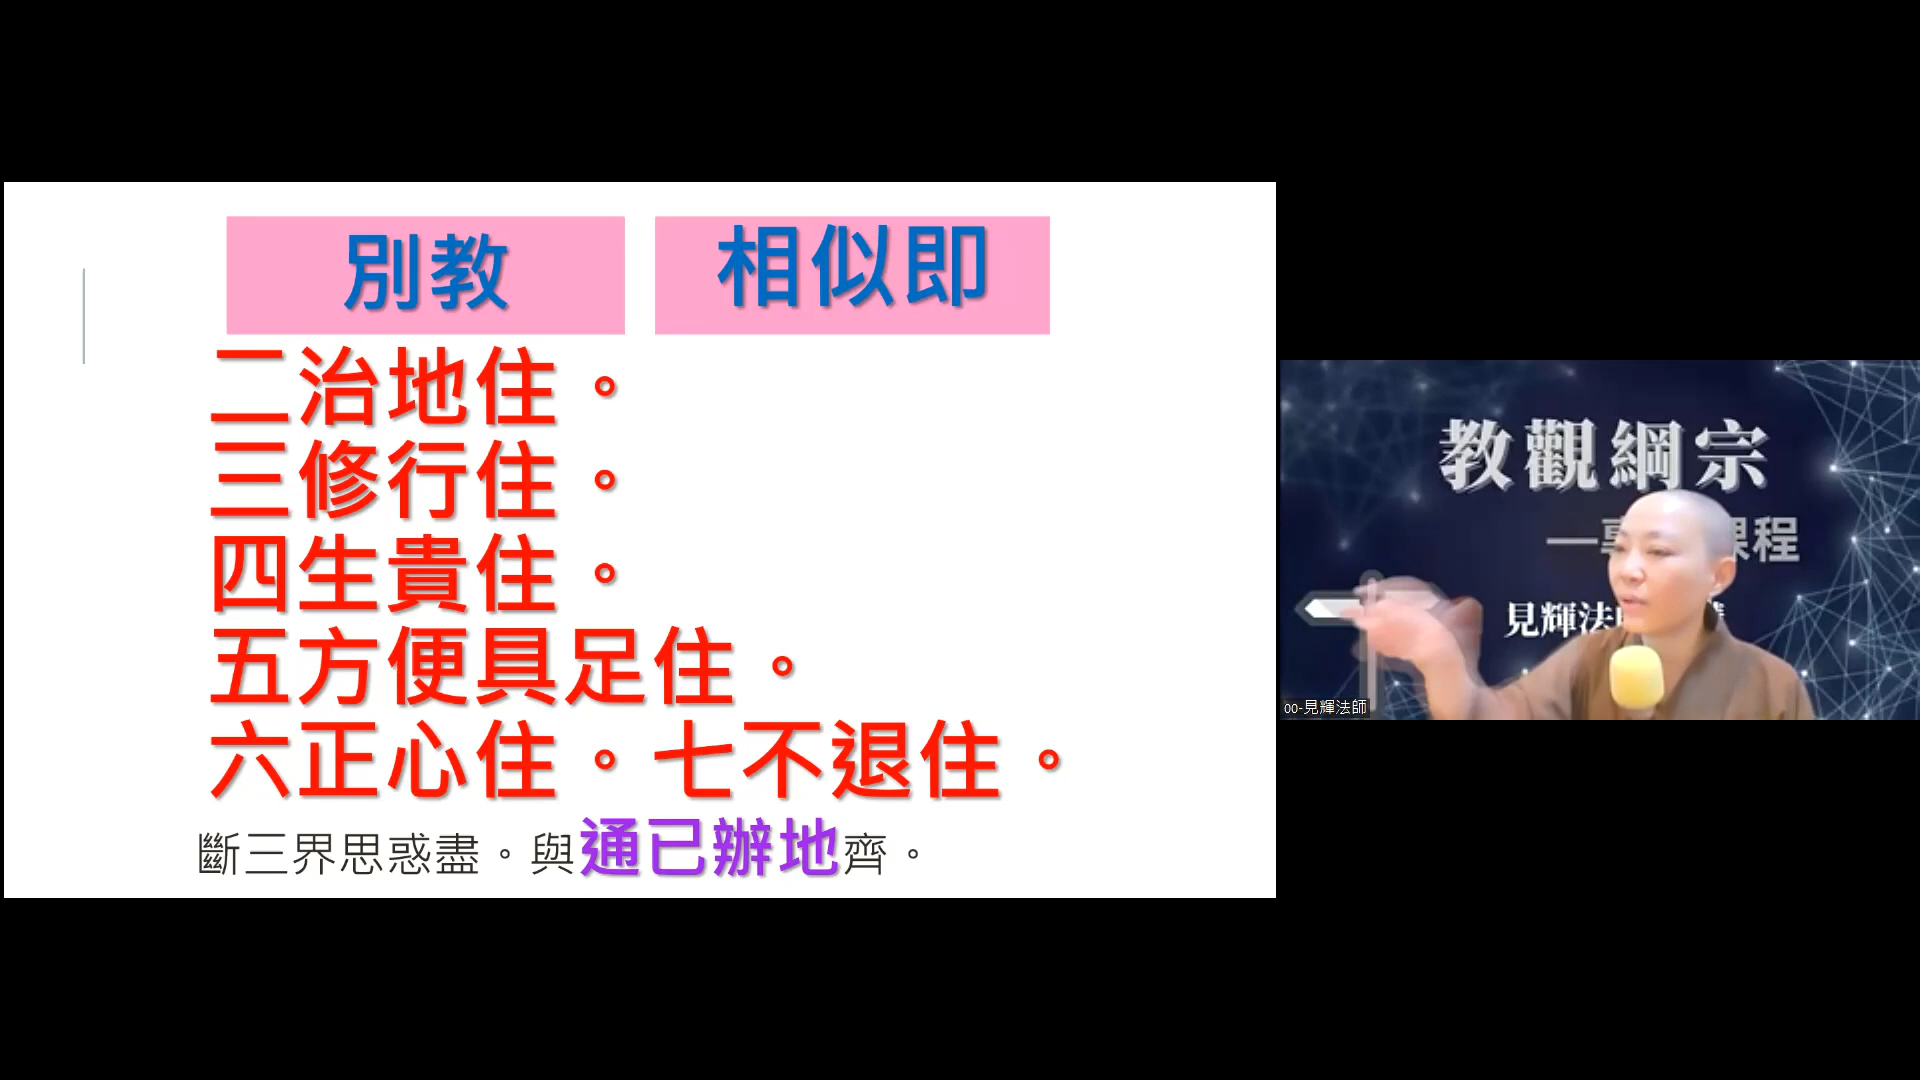 別教 相似即
二治地住。
三修行住。
四生貴住。
五方便具足住。
六正心住。七不退住。
斷三界思惑盡。與通已辦地齊。
教觀綱宗
課程
見輝法
00-見輝法師